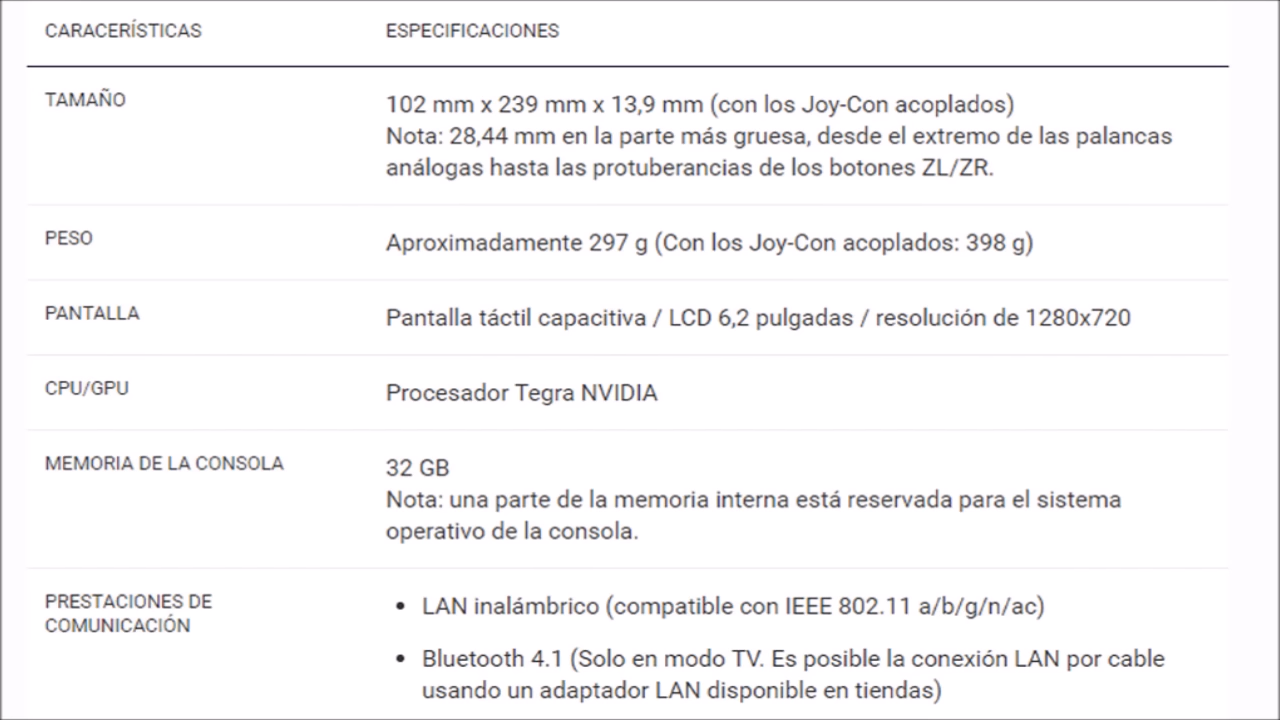 CARACERÍSTICAS ESPECIFICACIONES
TAMAÑO 102 mm x 239 mm x 13,9 mm (con los Joy-Con acoplados)
Nota: 28,44 mm en la parte más gruesa, desde el extremo de las palancas
análogas hasta las protuberancias de los botones ZL/ZR.
PESO Aproximadamente 297 g (Con los Joy-Con acoplados: 398 g)
PANTALLA Pantalla táctil capacitiva / LCD 6,2 pulgadas / resolución de 1280x720
CPU/GPU Procesador Tegra NVIDIA
MEMORIA DE LA CONSOLA 32 GB
Nota: una parte de la memoria interna está reservada para el sistema
operativo de la consola.
PRESTACIONES DE
COMUNICACIÓN
• LAN inalámbrico (compatible con IEEE 802.11 a/b/g/n/ac)
• Bluetooth 4.1 (Solo en modo TV. Es posible la conexión LAN por cable
usando un adaptador LAN disponible en tiendas)